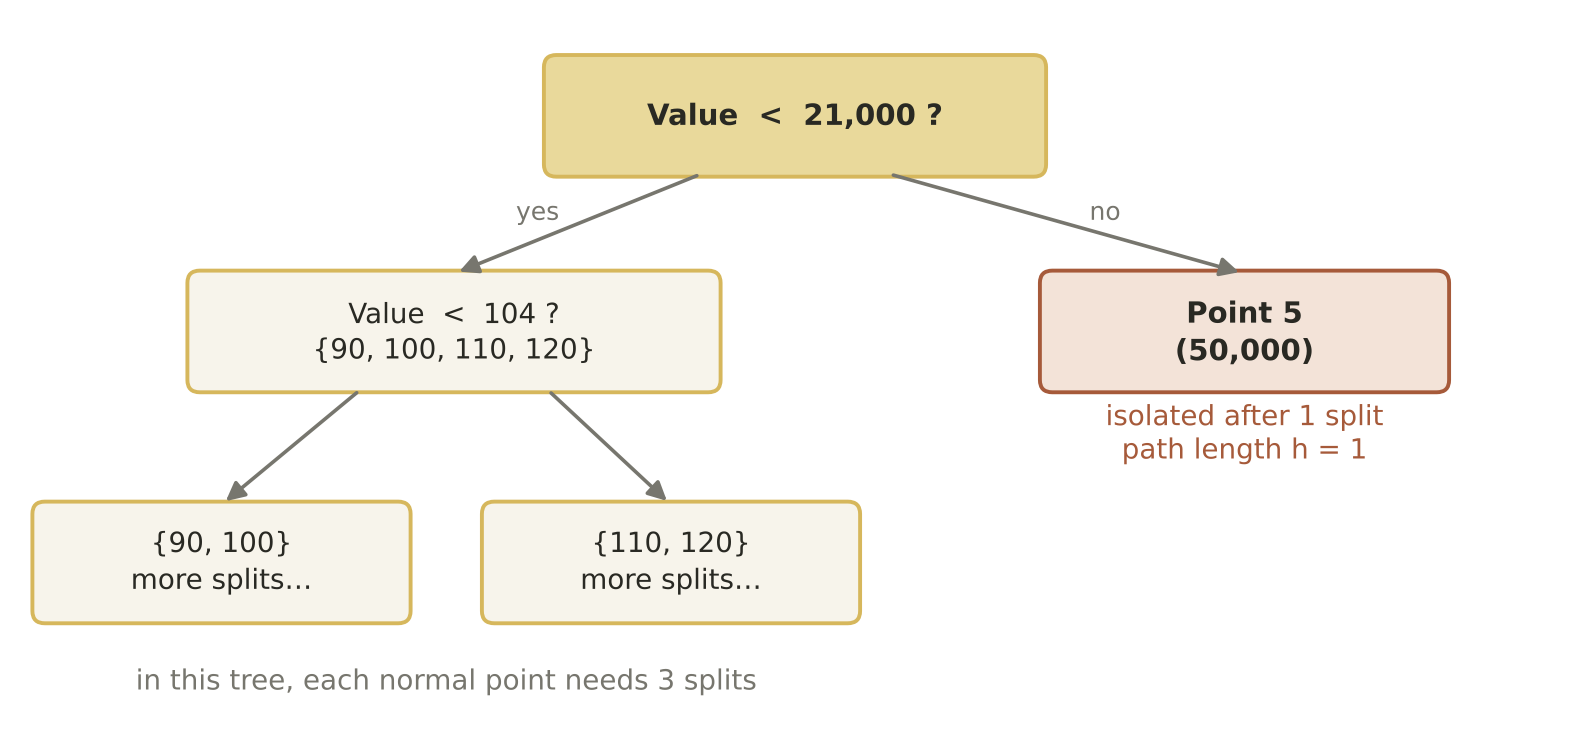 Value < 21,000 ?
yes
no
Value < 104 ?
{90, 100, 110, 120}
Point 5
(50,000)
isolated after 1 split
path length h = 1
{90, 100}
more splits...
{110, 120}
more splits...
in this tree, each normal point needs 3 splits